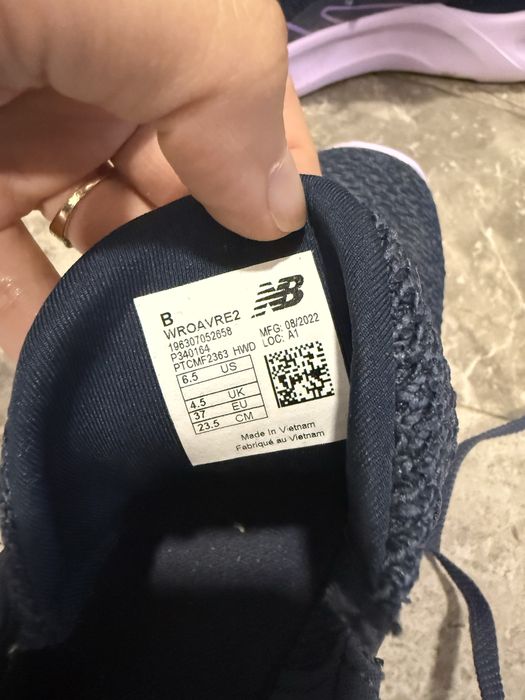 B
NB
WROAVRE2
196307052658
P340164
PTCMF2363 HWD
MFG: 08/2022
LOC: A1
6.5 US
4.5 UK
37 EU
23.5 CM
Made In Vietnam
Fabriqué au Vietnam